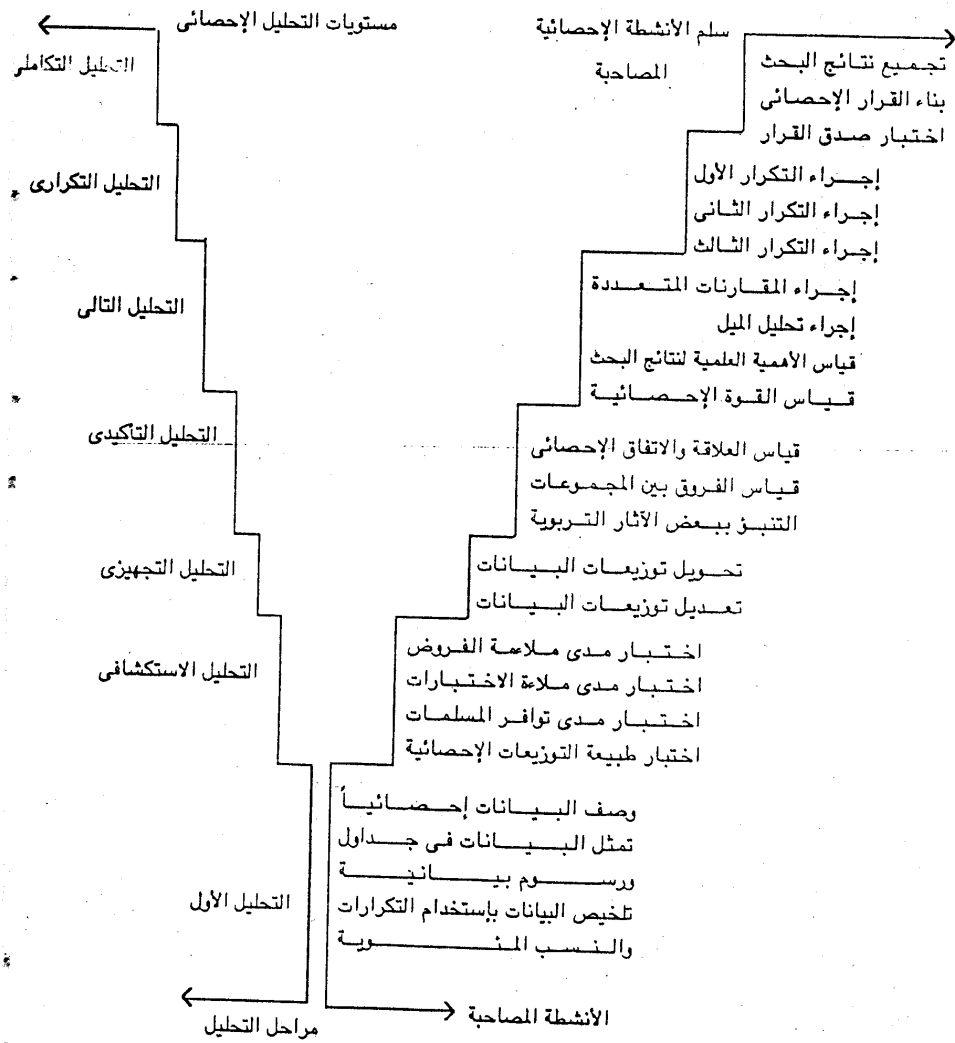 سلم الأنشطة الإحصائية
المصاحبة
مستويات التحليل الإحصائى
تجميع نتائج البحث
بناء القرار الإحصائى
اختبار صدق القرار
التحليل التكاملى
إجراء التكرار الأول
إجراء التكرار الثانى
إجراء التكرار الثالث
التحليل التكرارى
إجراء المقارنات المتعددة
إجراء تحليل الميل
قياس الأهمية العلمية لنتائج البحث
قياس القوة الإحصائية
التحليل التالى
قياس العلاقة والاتفاق الإحصائى
قياس الفروق بين المجموعات
التنبؤ ببعض الآثار التربوية
التحليل التأكيدى
تحويل توزيعات البيانات
تعديل توزيعات البيانات
التحليل التجهيزى
اختبار مدى ملاءمة الفروض
اختبار مدى ملاءة الاختبارات
اختبار مدى توافر المسلمات
اختبار طبيعة التوزيعات الإحصائية
التحليل الاستكشافى
وصف البيانات إحصائياً
تمثل البيانات فى جداول
ورسوم بيانية
تلخيص البيانات بإستخدام التكرارات
والنسب المئوية
التحليل الأول
الأنشطة المصاحبة
مراحل التحليل